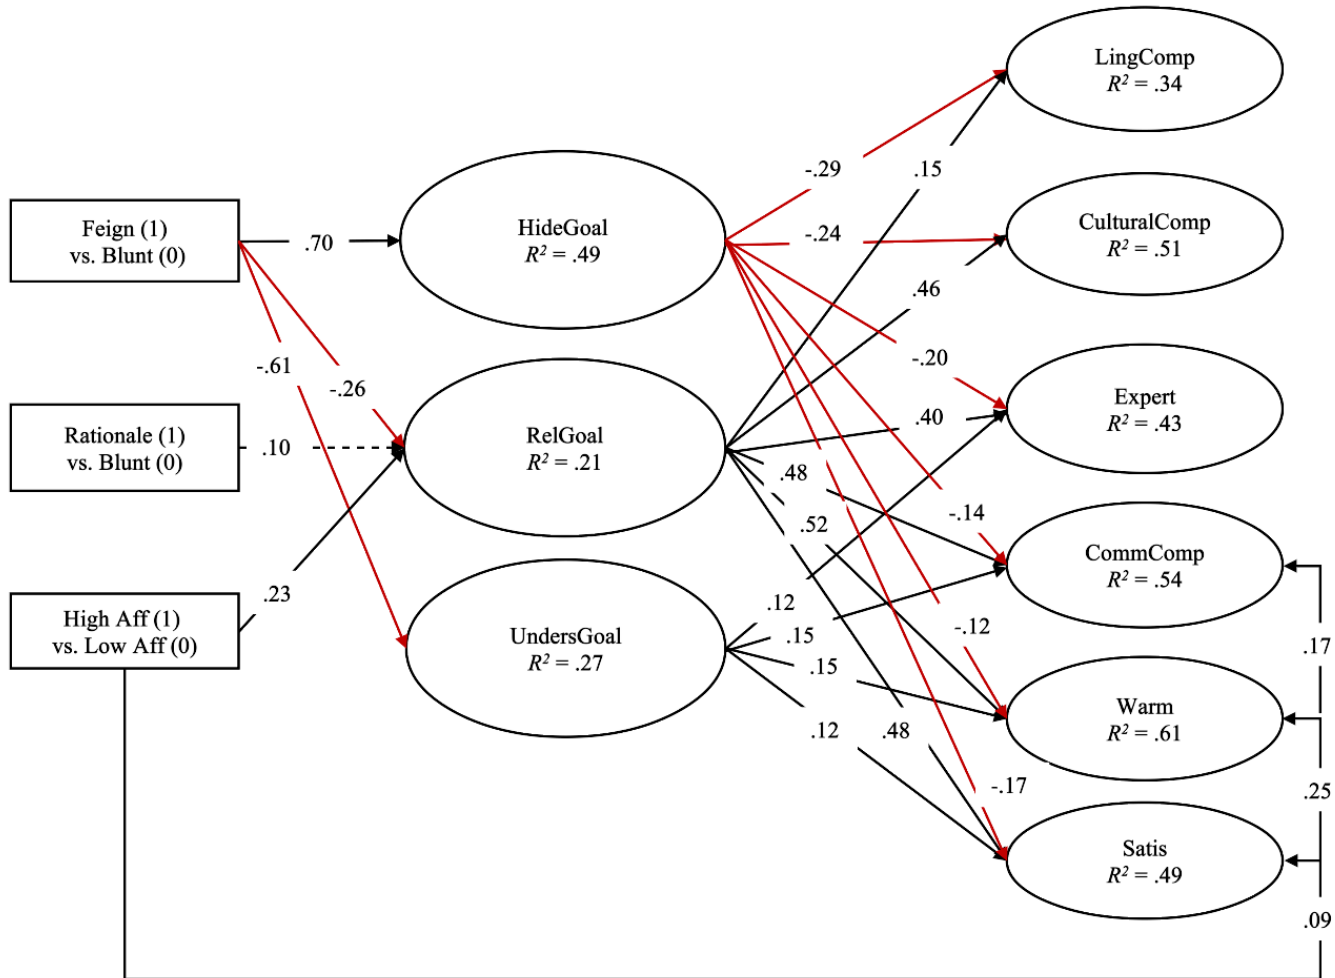 LingComp
R² = .34
-.29
.15
Feign (1)
vs. Blunt (0)
.70
HideGoal
R² = .49
-.24
CulturalComp
R² = .51
.46
-.61
-.26
-.20
Expert
R² = .43
.40
Rationale (1)
vs. Blunt (0)
.10
RelGoal
R² = .21
.48
.52
-.14
CommComp
R² = .54
High Aff (1)
vs. Low Aff (0)
.23
UndersGoal
R² = .27
.12
.15
-.12
.17
.15
Warm
R² = .61
.12
.48
-.17
.25
Satis
R² = .49
.09